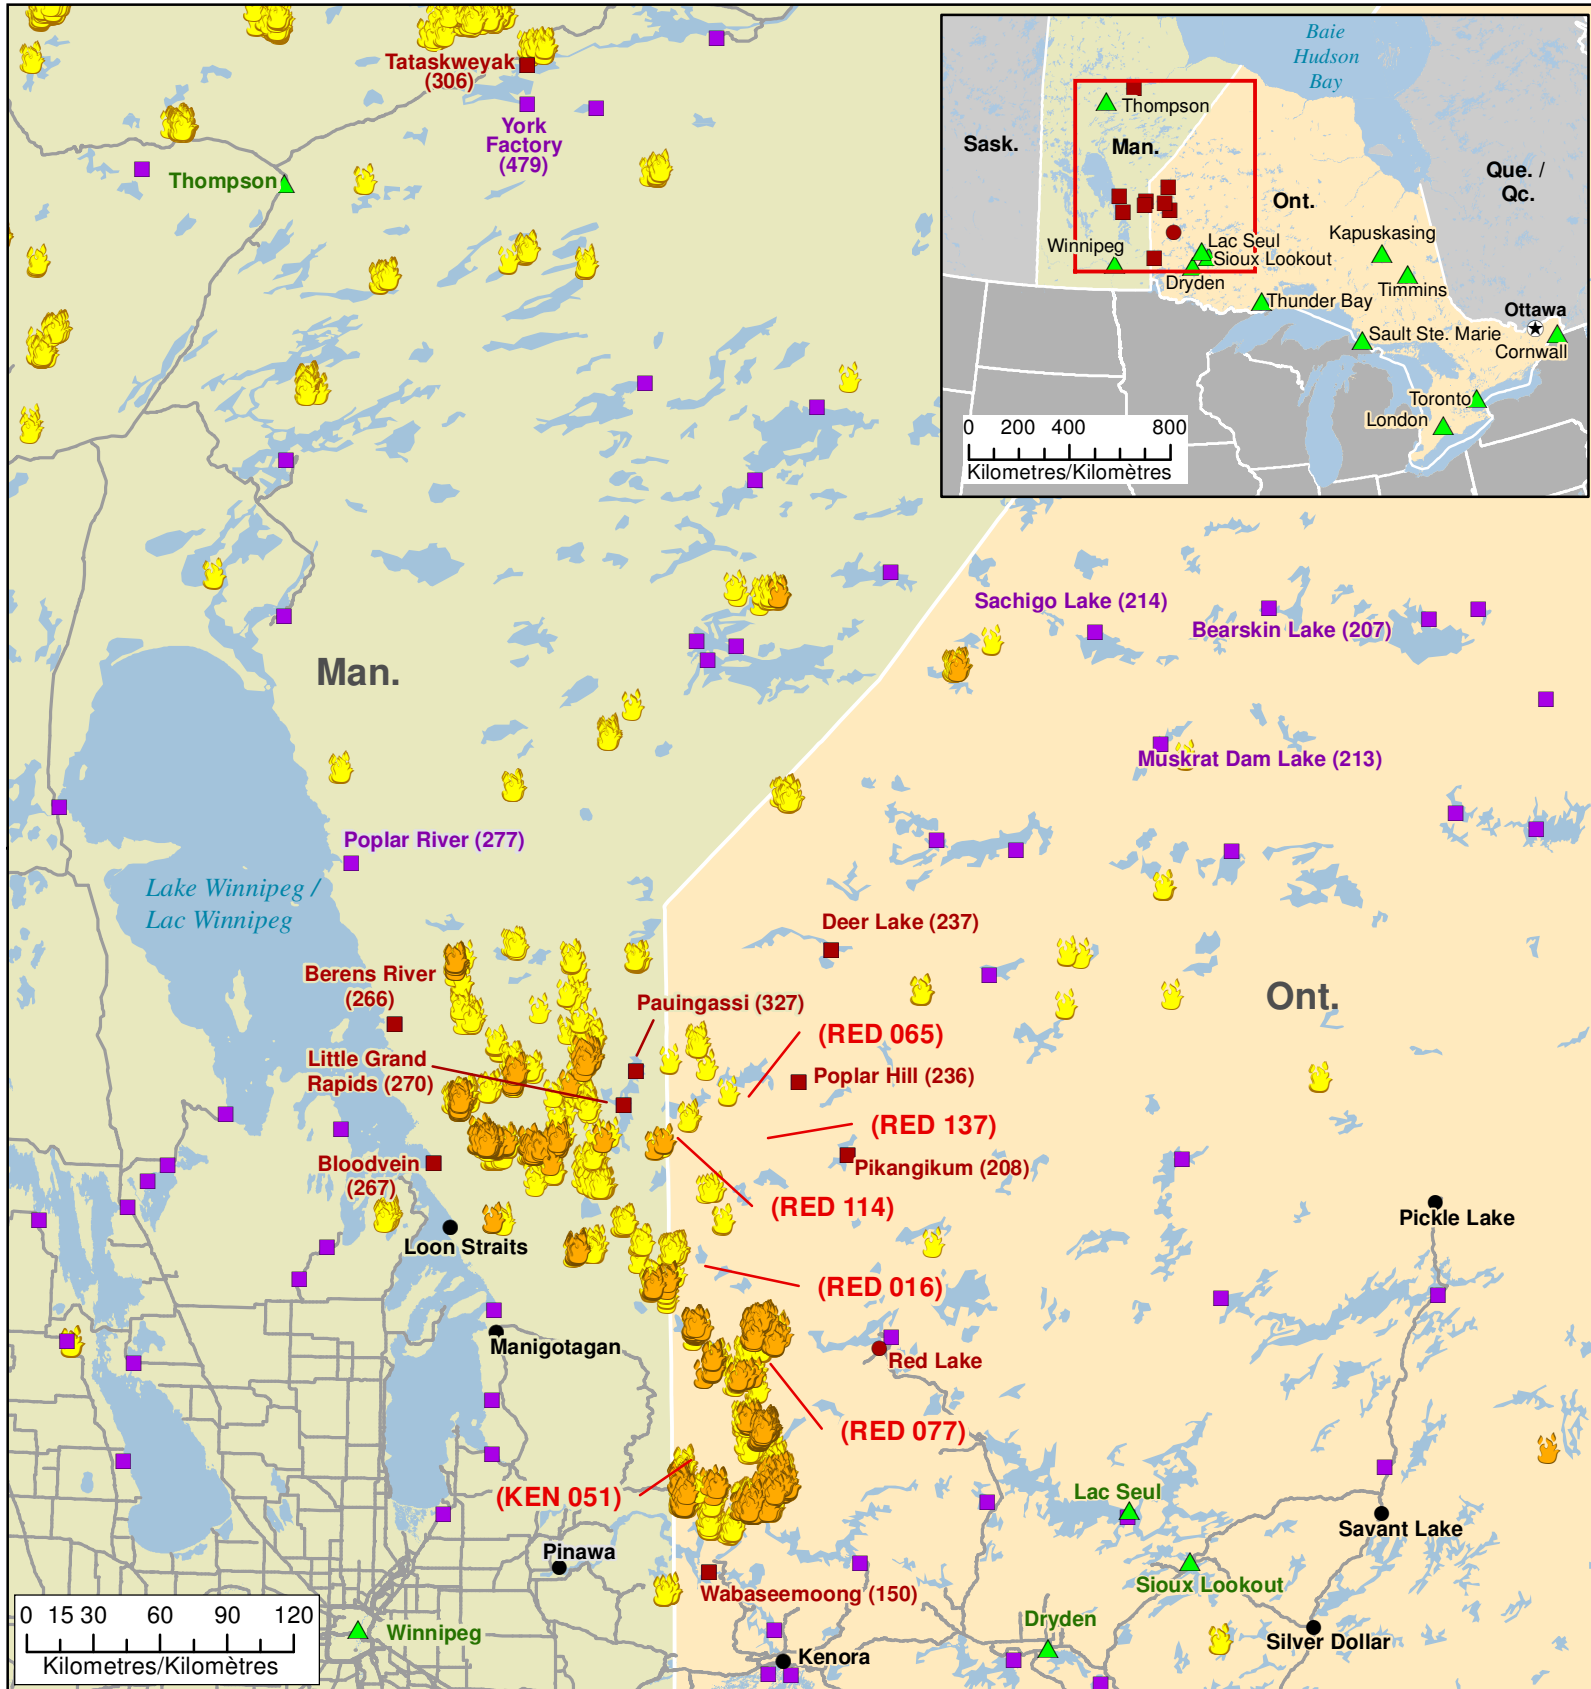 Tataskweyak
(306)
York
Factory
(479)
Thompson
Baie
Hudson
Bay
Thompson
Sask.
Man.
Que. /
Qc.
Ont.
Winnipeg
Lac Seul
Sioux Lookout
Dryden
Kapuskasing
Timmins
Thunder Bay
Ottawa
Sault Ste. Marie
Cornwall
Toronto
London
0 200 400 800
Kilometres/Kilomètres
Sachigo Lake (214)
Bearskin Lake (207)
Man.
Muskrat Dam Lake (213)
Poplar River (277)
Lake Winnipeg /
Lac Winnipeg
Deer Lake (237)
Berens River
(266)
Pauingassi (327)
Ont.
(RED 065)
Little Grand
Rapids (270)
Poplar Hill (236)
(RED 137)
Bloodvein
(267)
Pikangikum (208)
(RED 114)
Pickle Lake
Loon Straits
(RED 016)
Manigotagan
Red Lake
(RED 077)
(KEN 051)
Lac Seul
Savant Lake
Pinawa
Sioux Lookout
Wabaseemoong (150)
Dryden
Silver Dollar
Winnipeg
Kenora
0 15 30 60 90 120
Kilometres/Kilomètres